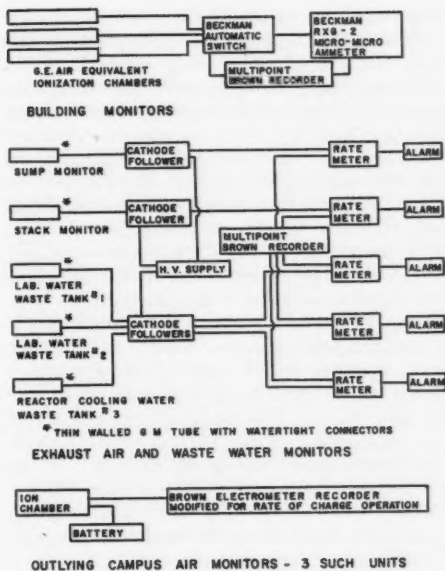 G.E. AIR EQUIVALENT
IONIZATION CHAMBERS
BECKMAN
AUTOMATIC
SWITCH
BECKMAN
RXG-2
MICRO-MICRO
AMMETER
MULTIPOINT
BROWN RECORDER
BUILDING MONITORS
*
SUMP MONITOR
CATHODE
FOLLOWER
RATE
METER
ALARM
*
STACK MONITOR
CATHODE
FOLLOWER
RATE
METER
ALARM
MULTIPOINT
BROWN RECORDER
H.V. SUPPLY
*
LAB. WATER
WASTE TANK #1
RATE
METER
ALARM
*
LAB. WATER
WASTE TANK #2
CATHODE
FOLLOWERS
RATE
METER
ALARM
*
REACTOR COOLING WATER
WASTE TANK #3
RATE
METER
ALARM
* THIN WALLED G M TUBE WITH WATERTIGHT CONNECTORS
EXHAUST AIR AND WASTE WATER MONITORS
ION
CHAMBER
BROWN ELECTROMETER RECORDER
MODIFIED FOR RATE OF CHARGE OPERATION
BATTERY
OUTLYING CAMPUS AIR MONITORS - 3 SUCH UNITS